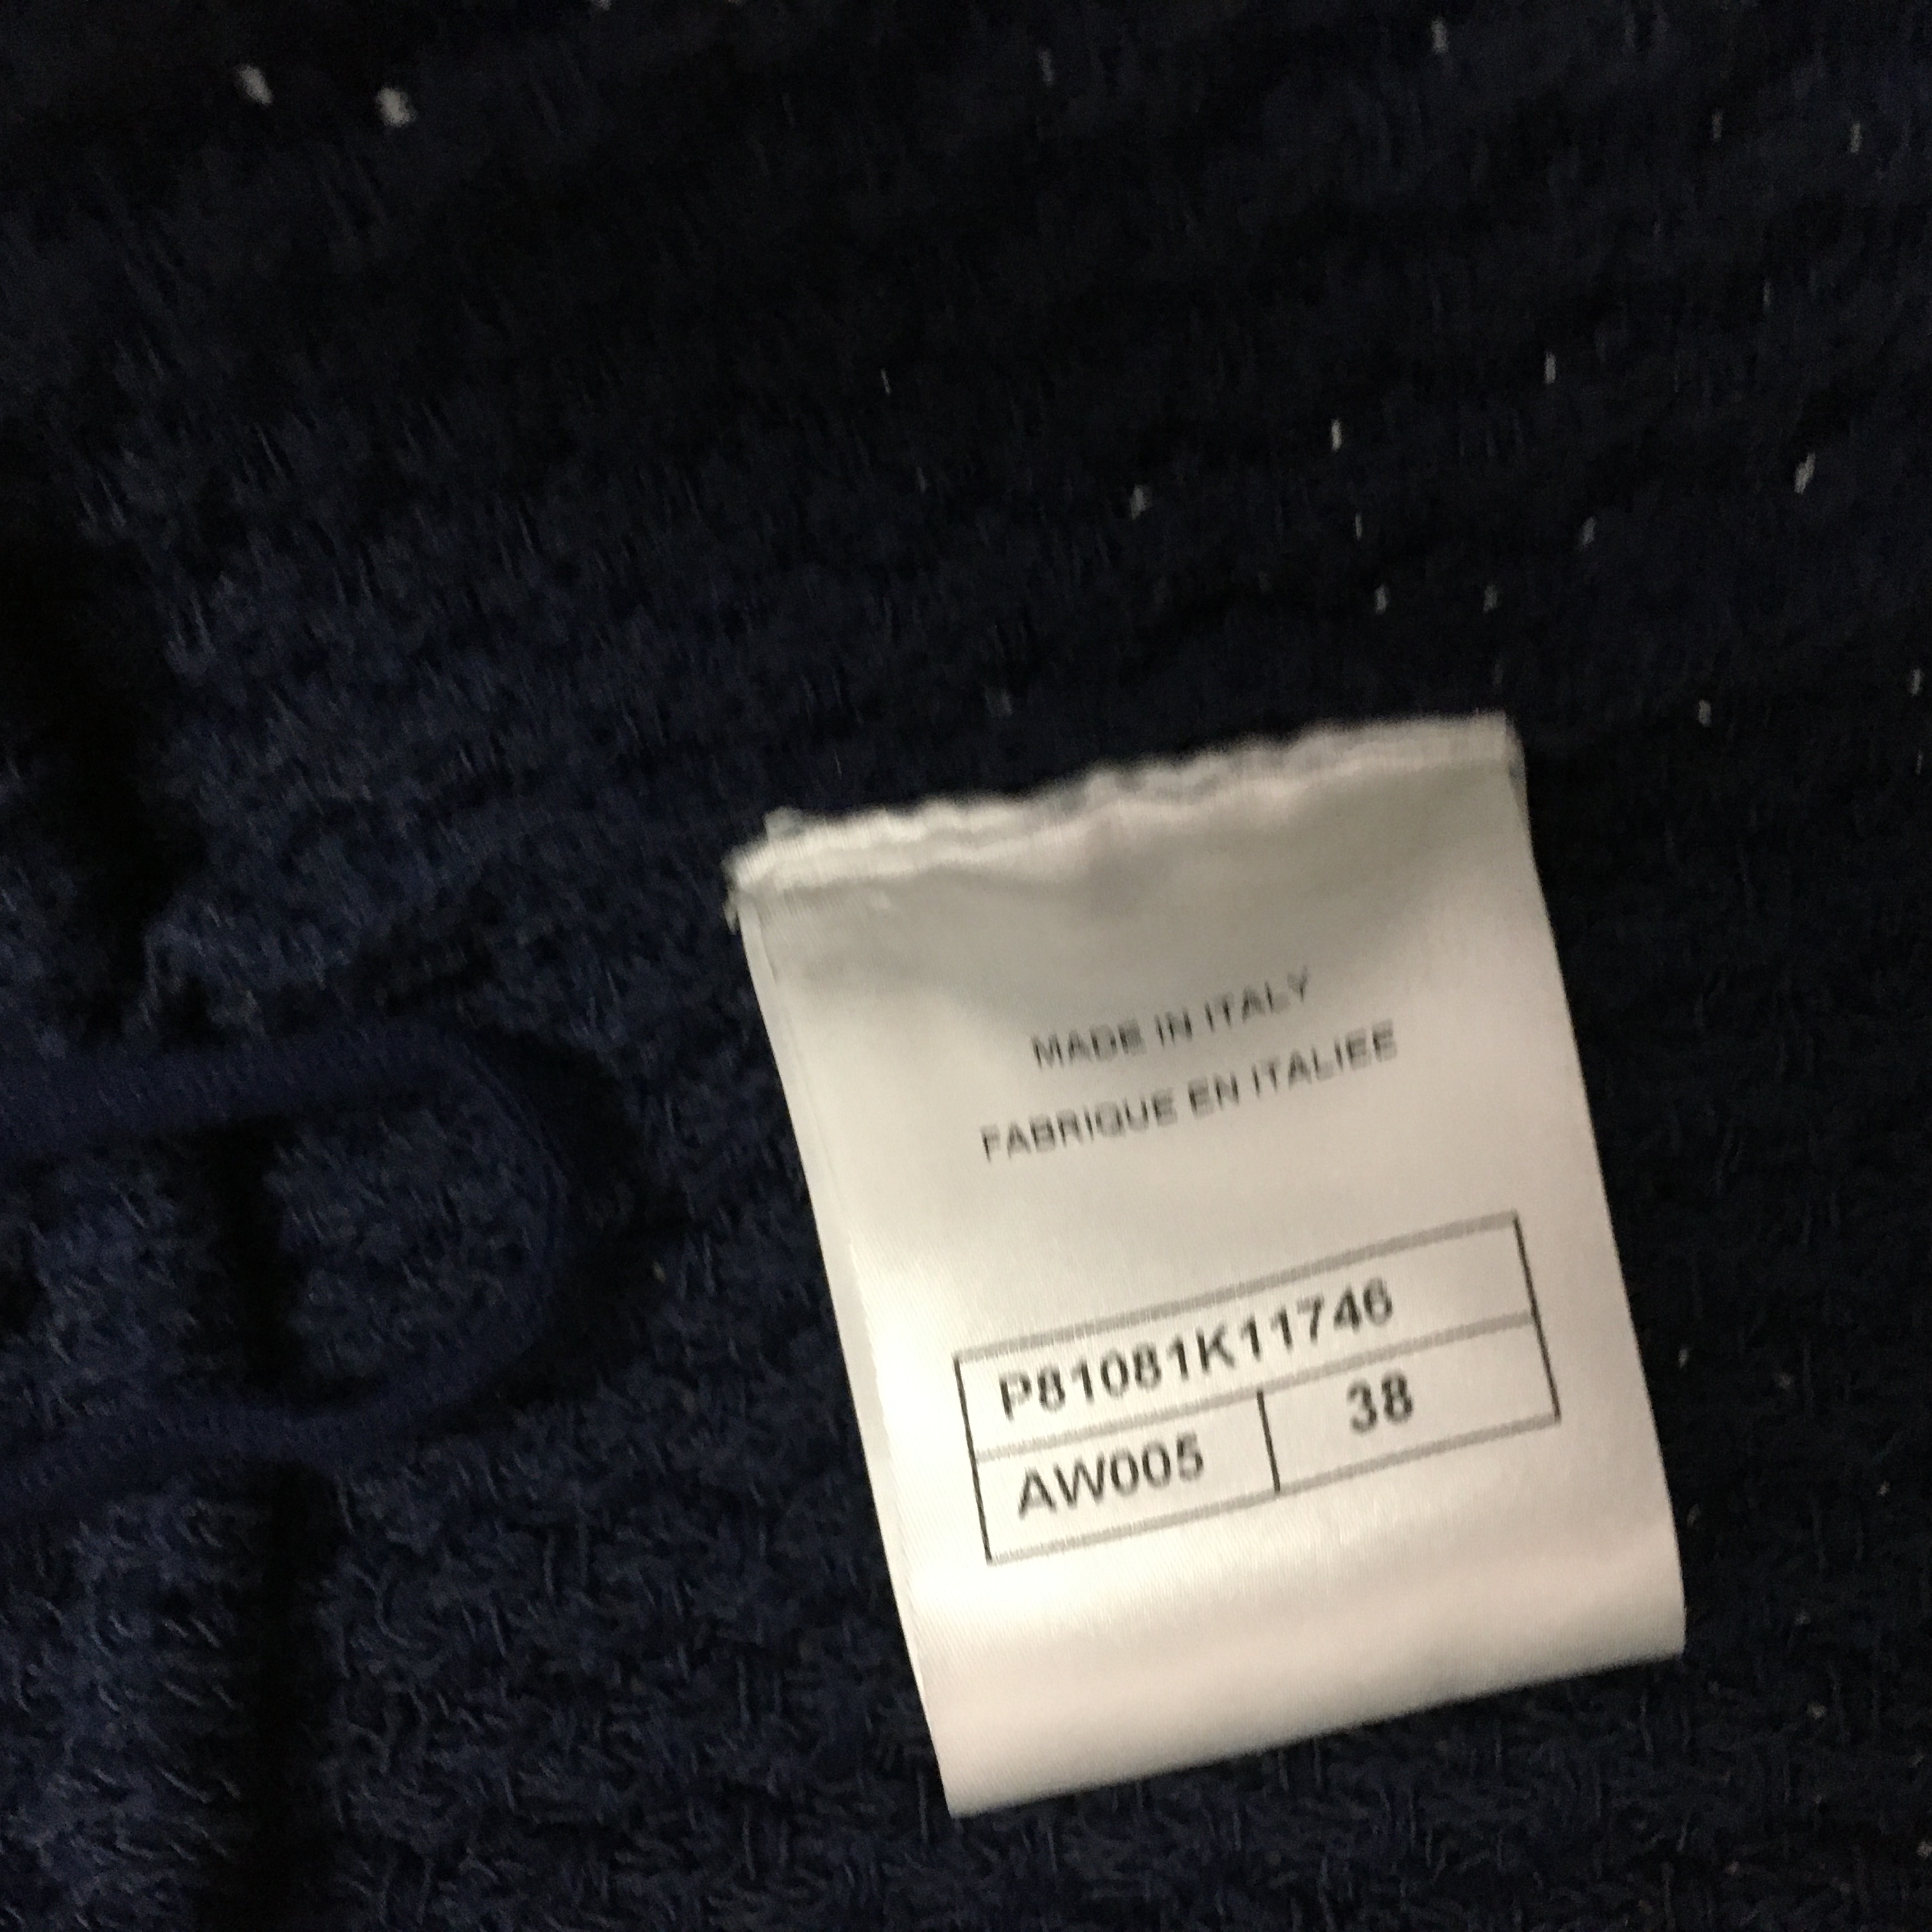 MADE IN ITALY
FABRIQUE EN ITALIEE
P81081K11746
AW005 38